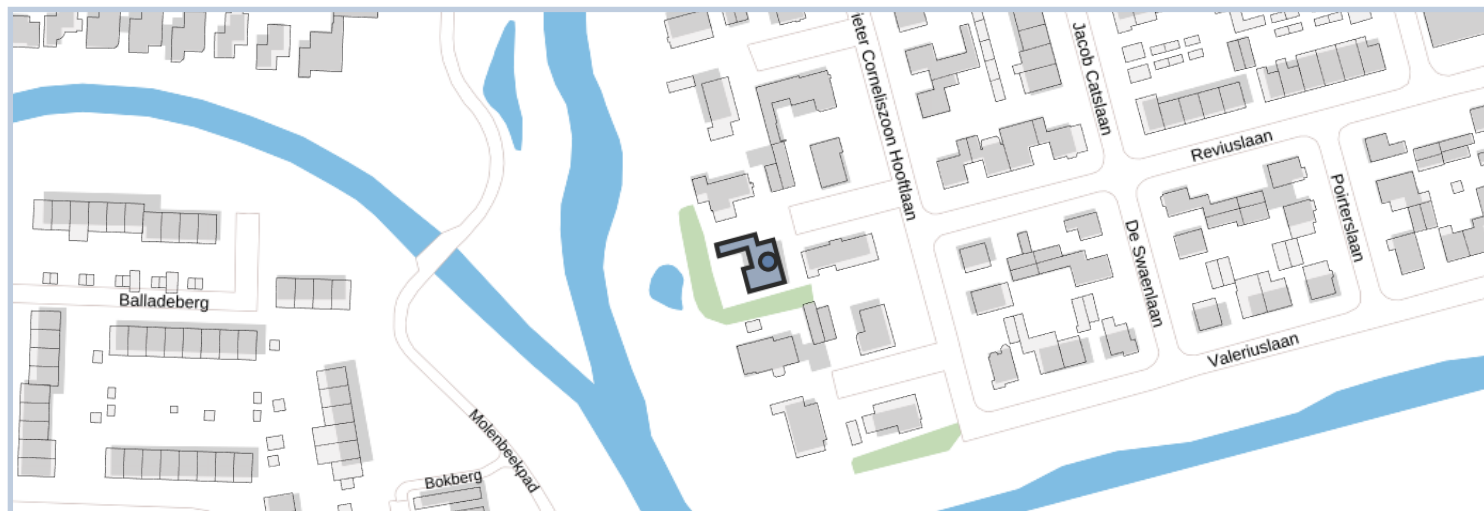 Pieter Corneliszoon Hooftlaan
Jacob Catslaan
Reviuslaan
Poirterslaan
De Swaenlaan
Balladeberg
Valeriuslaan
Molenbeekpad
Bokberg